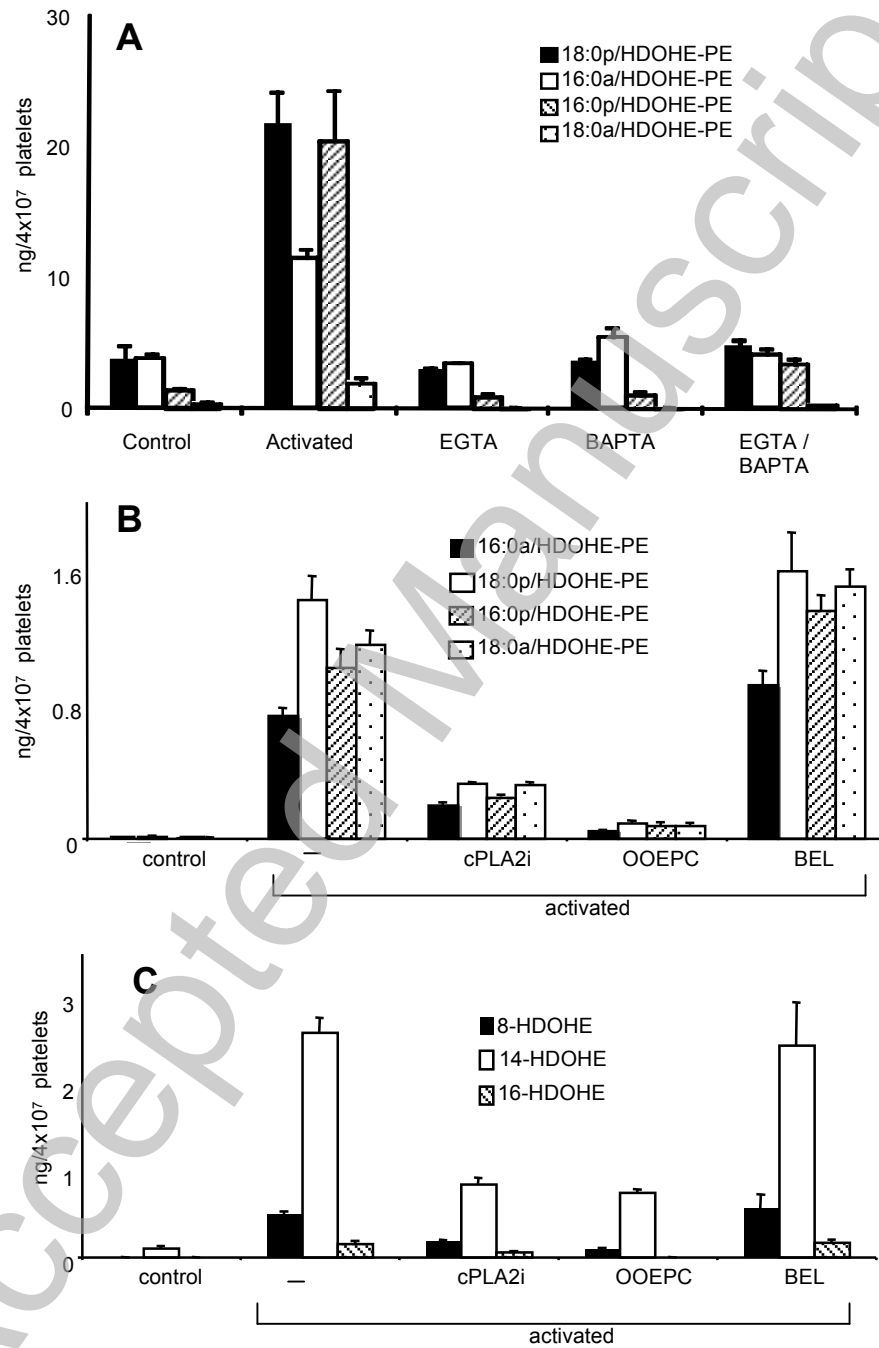 A
30
20
10
0
ng/4x10⁷ platelets
18:0p/HDOHE-PE
16:0a/HDOHE-PE
16:0p/HDOHE-PE
18:0a/HDOHE-PE
Control Activated EGTA BAPTA EGTA /
BAPTA
B
1.6
0.8
0
ng/4x10⁷ platelets
16:0a/HDOHE-PE
18:0p/HDOHE-PE
16:0p/HDOHE-PE
18:0a/HDOHE-PE
control – cPLA2i OOEPC BEL
activated
C
3
2
1
0
ng/4x10⁷ platelets
8-HDOHE
14-HDOHE
16-HDOHE
control – cPLA2i OOEPC BEL
activated
Accepted Manuscrip